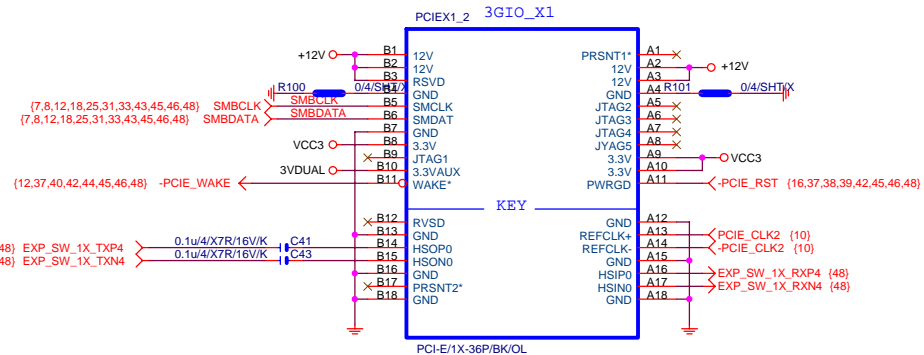 PCIEX1_2 3GIO_X1
+12V B1 12V PRSNT1* A1
B2 12V 12V A2 +12V
B3 RSVD 12V A3
R100 0/4/SHT/X B4 GND GND A4 R101 0/4/SHT/X
{7,8,12,18,25,31,33,43,45,46,48} SMBCLK SMBCLK B5 SMCLK JTAG2 A5
{7,8,12,18,25,31,33,43,45,46,48} SMBDATA SMBDATA B6 SMDAT JTAG3 A6
B7 GND JTAG4 A7
VCC3 B8 3.3V JYAG5 A8
B9 JTAG1 3.3V A9 VCC3
3VDUAL B10 3.3VAUX 3.3V A10
{12,37,40,42,44,45,46,48} -PCIE_WAKE B11 WAKE* PWRGD A11 -PCIE_RST {16,37,38,39,42,45,46,48}
KEY
B12 RVSD GND A12
B13 GND REFCLK+ A13 PCIE_CLK2 {10}
48} EXP_SW_1X_TXP4 0.1u/4/X7R/16V/K C41 B14 HSOP0 REFCLK- A14 -PCIE_CLK2 {10}
48} EXP_SW_1X_TXN4 0.1u/4/X7R/16V/K C43 B15 HSON0 GND A15
B16 GND HSIP0 A16 EXP_SW_1X_RXP4 {48}
B17 PRSNT2* HSIN0 A17 EXP_SW_1X_RXN4 {48}
B18 GND GND A18
PCI-E/1X-36P/BK/OL